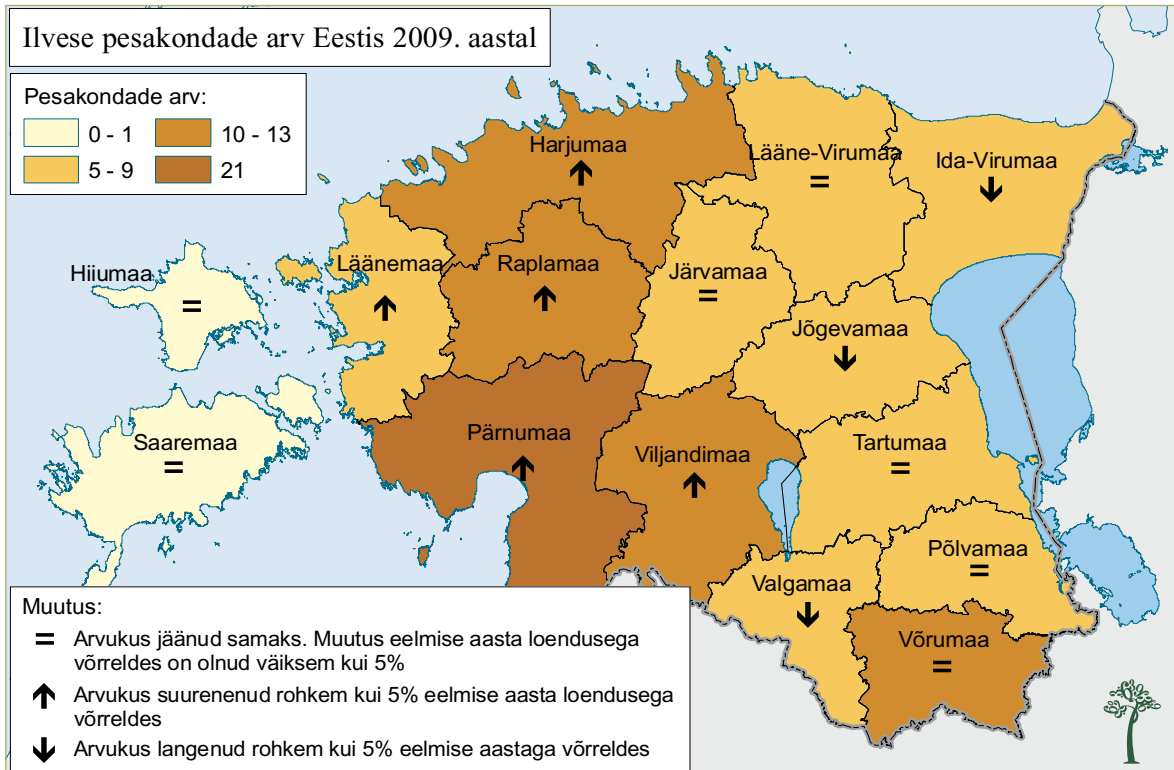 Ilvese pesakondade arv Eestis 2009. aastal
Pesakondade arv:
0 - 1
10 - 13
5 - 9
21
Harjumaa
Lääne-Virumaa
=
Ida-Virumaa
Hiiumaa
=
Läänemaa
Raplamaa
Järvamaa
=
Jõgevamaa
Saaremaa
=
Pärnumaa
Viljandimaa
Tartumaa
=
Põlvamaa
=
Valgamaa
Võrumaa
=
Muutus:
= Arvukus jäänud samaks. Muutus eelmise aasta loendusega
võrreldes on olnud väiksem kui 5%
↑ Arvukus suurenenud rohkem kui 5% eelmise aasta loendusega
võrreldes
↓ Arvukus langenud rohkem kui 5% eelmise aastaga võrreldes